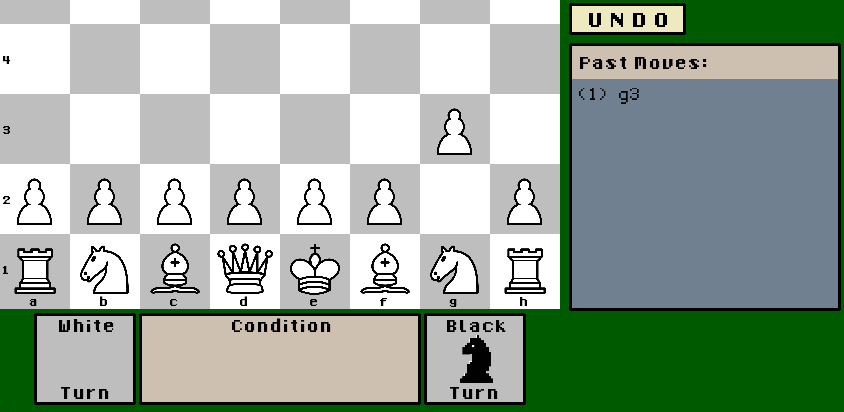 UNDO
Past Moves:
(1) g3
4
3
2
1
a b c d e f g h
White
Turn
Condition
Black
Turn